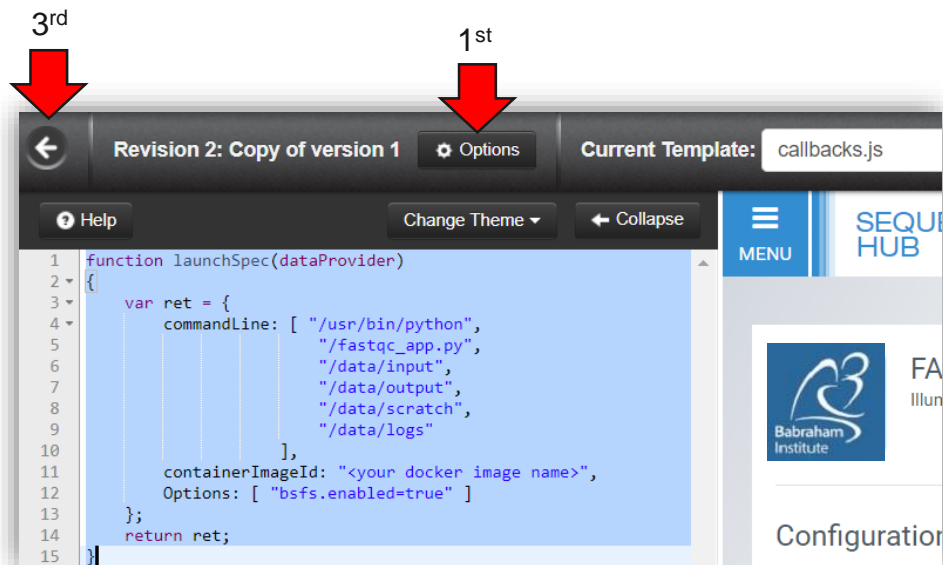 3rd
1st
Revision 2: Copy of version 1
Options
Current Template:
callbacks.js
Help
Change Theme
Collapse
MENU
HUB
1 function launchSpec(dataProvider)
2 {
3 var ret = {
4 commandLine: [ "/usr/bin/python",
5 "/fastqc_app.py",
6 "/data/input",
7 "/data/output",
8 "/data/scratch",
9 "/data/logs"
10 ],
11 containerImageId: "<your docker image name>",
12 Options: [ "bsfs.enabled=true" ]
13 };
14 return ret;
15 }
Babraham
Institute
FA
Illum
Configuration